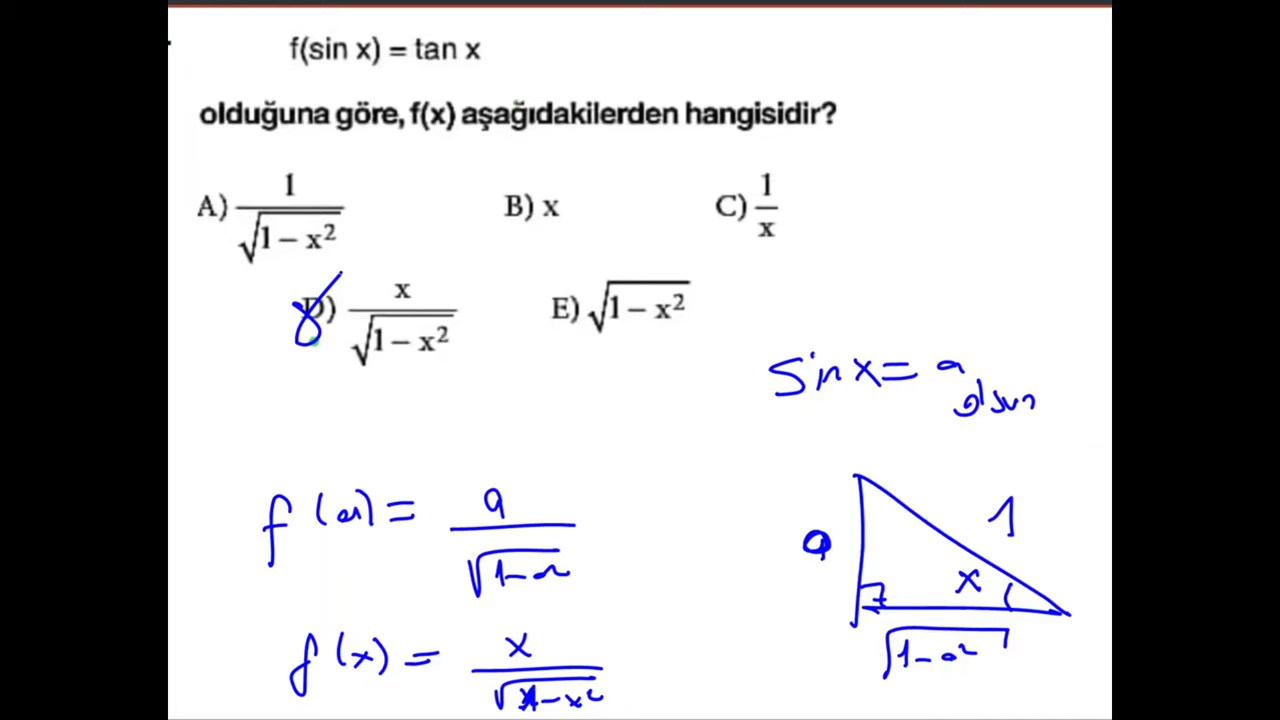 f(sin x) = tan x
olduğuna göre, f(x) aşağıdakilerden hangisidir?
A) 1/√(1 − x²) B) x C) 1/x
D) x/√(1 − x²) E) √(1 − x²)
sin x = a
olsun
f(a) = a/√(1−a²)
a 1
x
√(1−a²)
f(x) = x/√(1−x²)